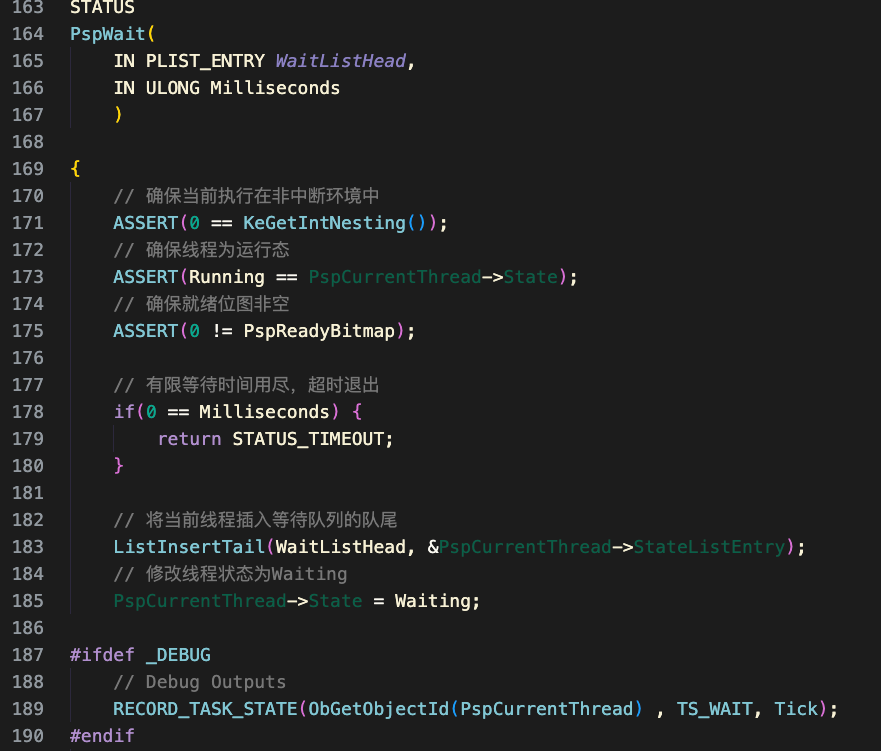 163 STATUS
164 PspWait(
165     IN PLIST_ENTRY WaitListHead,
166     IN ULONG Milliseconds
167     )
168
169 {
170     // 确保当前执行在非中断环境中
171     ASSERT(0 == KeGetIntNesting());
172     // 确保线程为运行态
173     ASSERT(Running == PspCurrentThread->State);
174     // 确保就绪位图非空
175     ASSERT(0 != PspReadyBitmap);
176
177     // 有限等待时间用尽，超时退出
178     if(0 == Milliseconds) {
179         return STATUS_TIMEOUT;
180     }
181
182     // 将当前线程插入等待队列的队尾
183     ListInsertTail(WaitListHead, &PspCurrentThread->StateListEntry);
184     // 修改线程状态为Waiting
185     PspCurrentThread->State = Waiting;
186
187 #ifdef _DEBUG
188     // Debug Outputs
189     RECORD_TASK_STATE(ObGetObjectId(PspCurrentThread) , TS_WAIT, Tick);
190 #endif